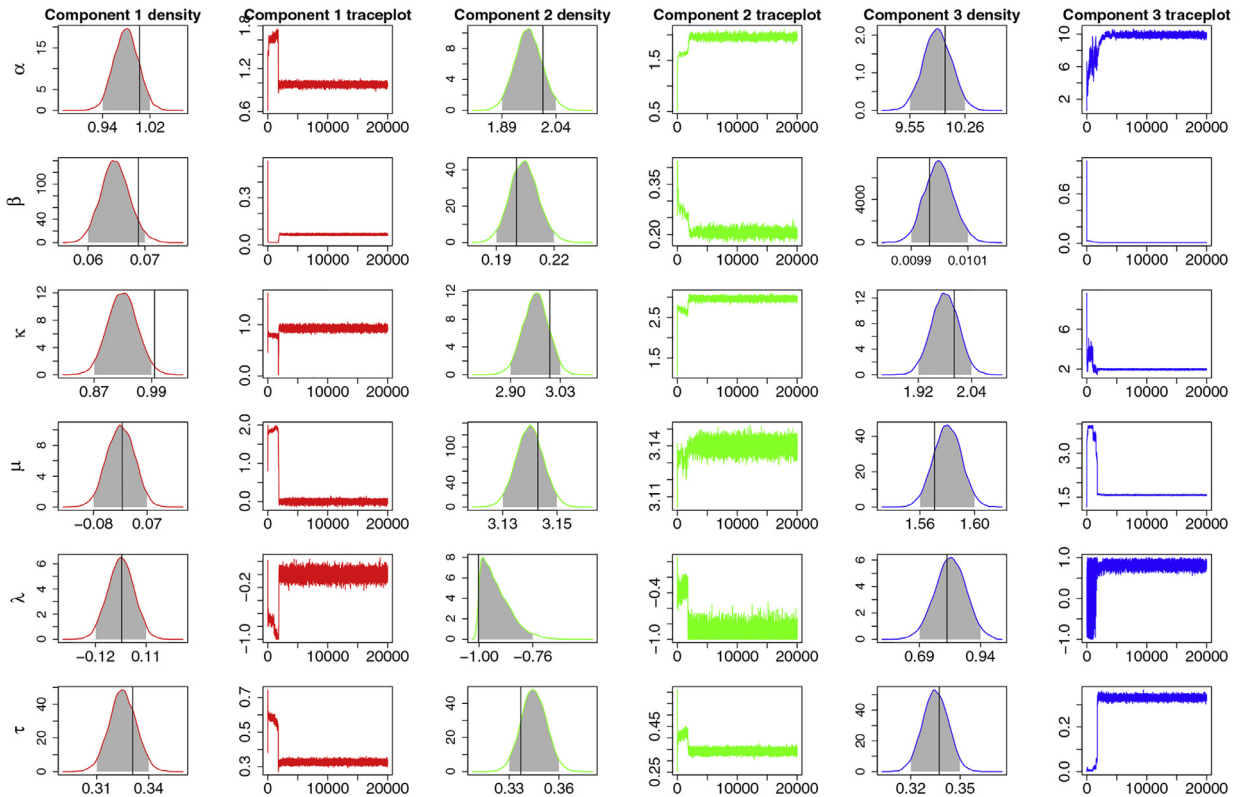 Component 1 density Component 1 traceplot Component 2 density Component 2 traceplot Component 3 density Component 3 traceplot
α
0 5 10 15
0.94 1.02
0.6 1.2 1.8
0 10000 20000
0 4 8
1.89 2.04
0.5 1.5
0 10000 20000
0.0 1.0 2.0
9.55 10.26
2 6 10
0 10000 20000
β
0 40 100
0.06 0.07
0.0 0.3
0 10000 20000
0 20 40
0.19 0.22
0.20 0.35
0 10000 20000
0 4000
0.0099 0.0101
0.0 0.6
0 10000 20000
κ
0 4 8 12
0.87 0.99
0.0 1.0
0 10000 20000
0 4 8 12
2.90 3.03
1.5 2.5
0 10000 20000
0 4 8 12
1.92 2.04
2 6
0 10000 20000
μ
0 4 8
−0.08 0.07
0.0 1.0 2.0
0 10000 20000
0 40 100
3.13 3.15
3.11 3.14
0 10000 20000
0 20 40
1.56 1.60
1.5 3.0
0 10000 20000
λ
0 2 4 6
−0.12 0.11
−1.0 −0.2
0 10000 20000
0 2 4 6 8
−1.00 −0.76
−1.0 −0.4
0 10000 20000
0 2 4 6
0.69 0.94
−1.0 0.0 1.0
0 10000 20000
τ
0 20 40
0.31 0.34
0.3 0.5 0.7
0 10000 20000
0 20 40
0.33 0.36
0.25 0.45
0 10000 20000
0 20 40
0.32 0.35
0.0 0.2
0 10000 20000